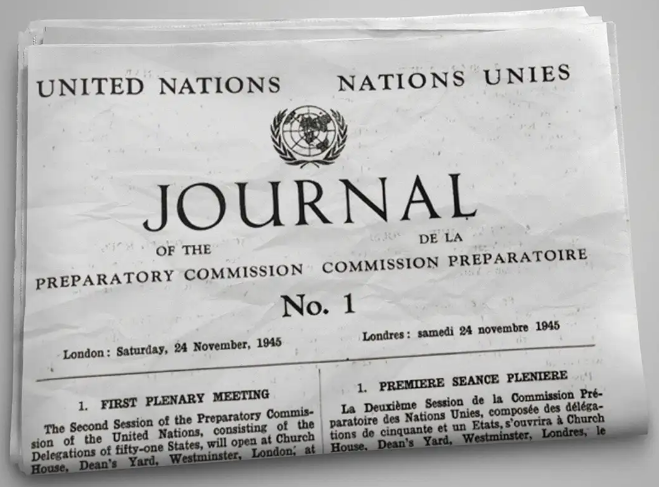 UNITED NATIONS NATIONS UNIES
JOURNAL
OF THE DE LA
PREPARATORY COMMISSION COMMISSION PREPARATOIRE
No. 1
London: Saturday, 24 November, 1945
Londres: samedi 24 novembre 1945
1. FIRST PLENARY MEETING
The Second Session of the Preparatory Commis-
sion of the United Nations, consisting of the
Delegations of fifty-one States, will open at Church
House, Dean's Yard, Westminster, London, at
1. PREMIERE SEANCE PLENIERE
La Deuxième Session de la Commission Pré-
paratoire des Nations Unies, composée des déléga-
tions de cinquante et un Etats, s'ouvrira à Church
House, Dean's Yard, Westminster, Londres, le